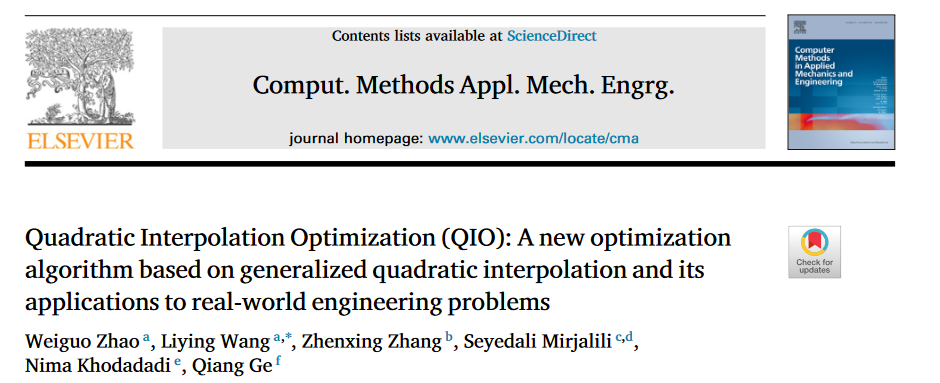 Contents lists available at ScienceDirect
Comput. Methods Appl. Mech. Engrg.
journal homepage: www.elsevier.com/locate/cma
ELSEVIER
Computer
Methods
in Applied
Mechanics and
Engineering
Quadratic Interpolation Optimization (QIO): A new optimization
algorithm based on generalized quadratic interpolation and its
applications to real-world engineering problems
Check for
updates
Weiguo Zhao a, Liying Wang a,*, Zhenxing Zhang b, Seyedali Mirjalili c,d,
Nima Khodadadi e, Qiang Ge f